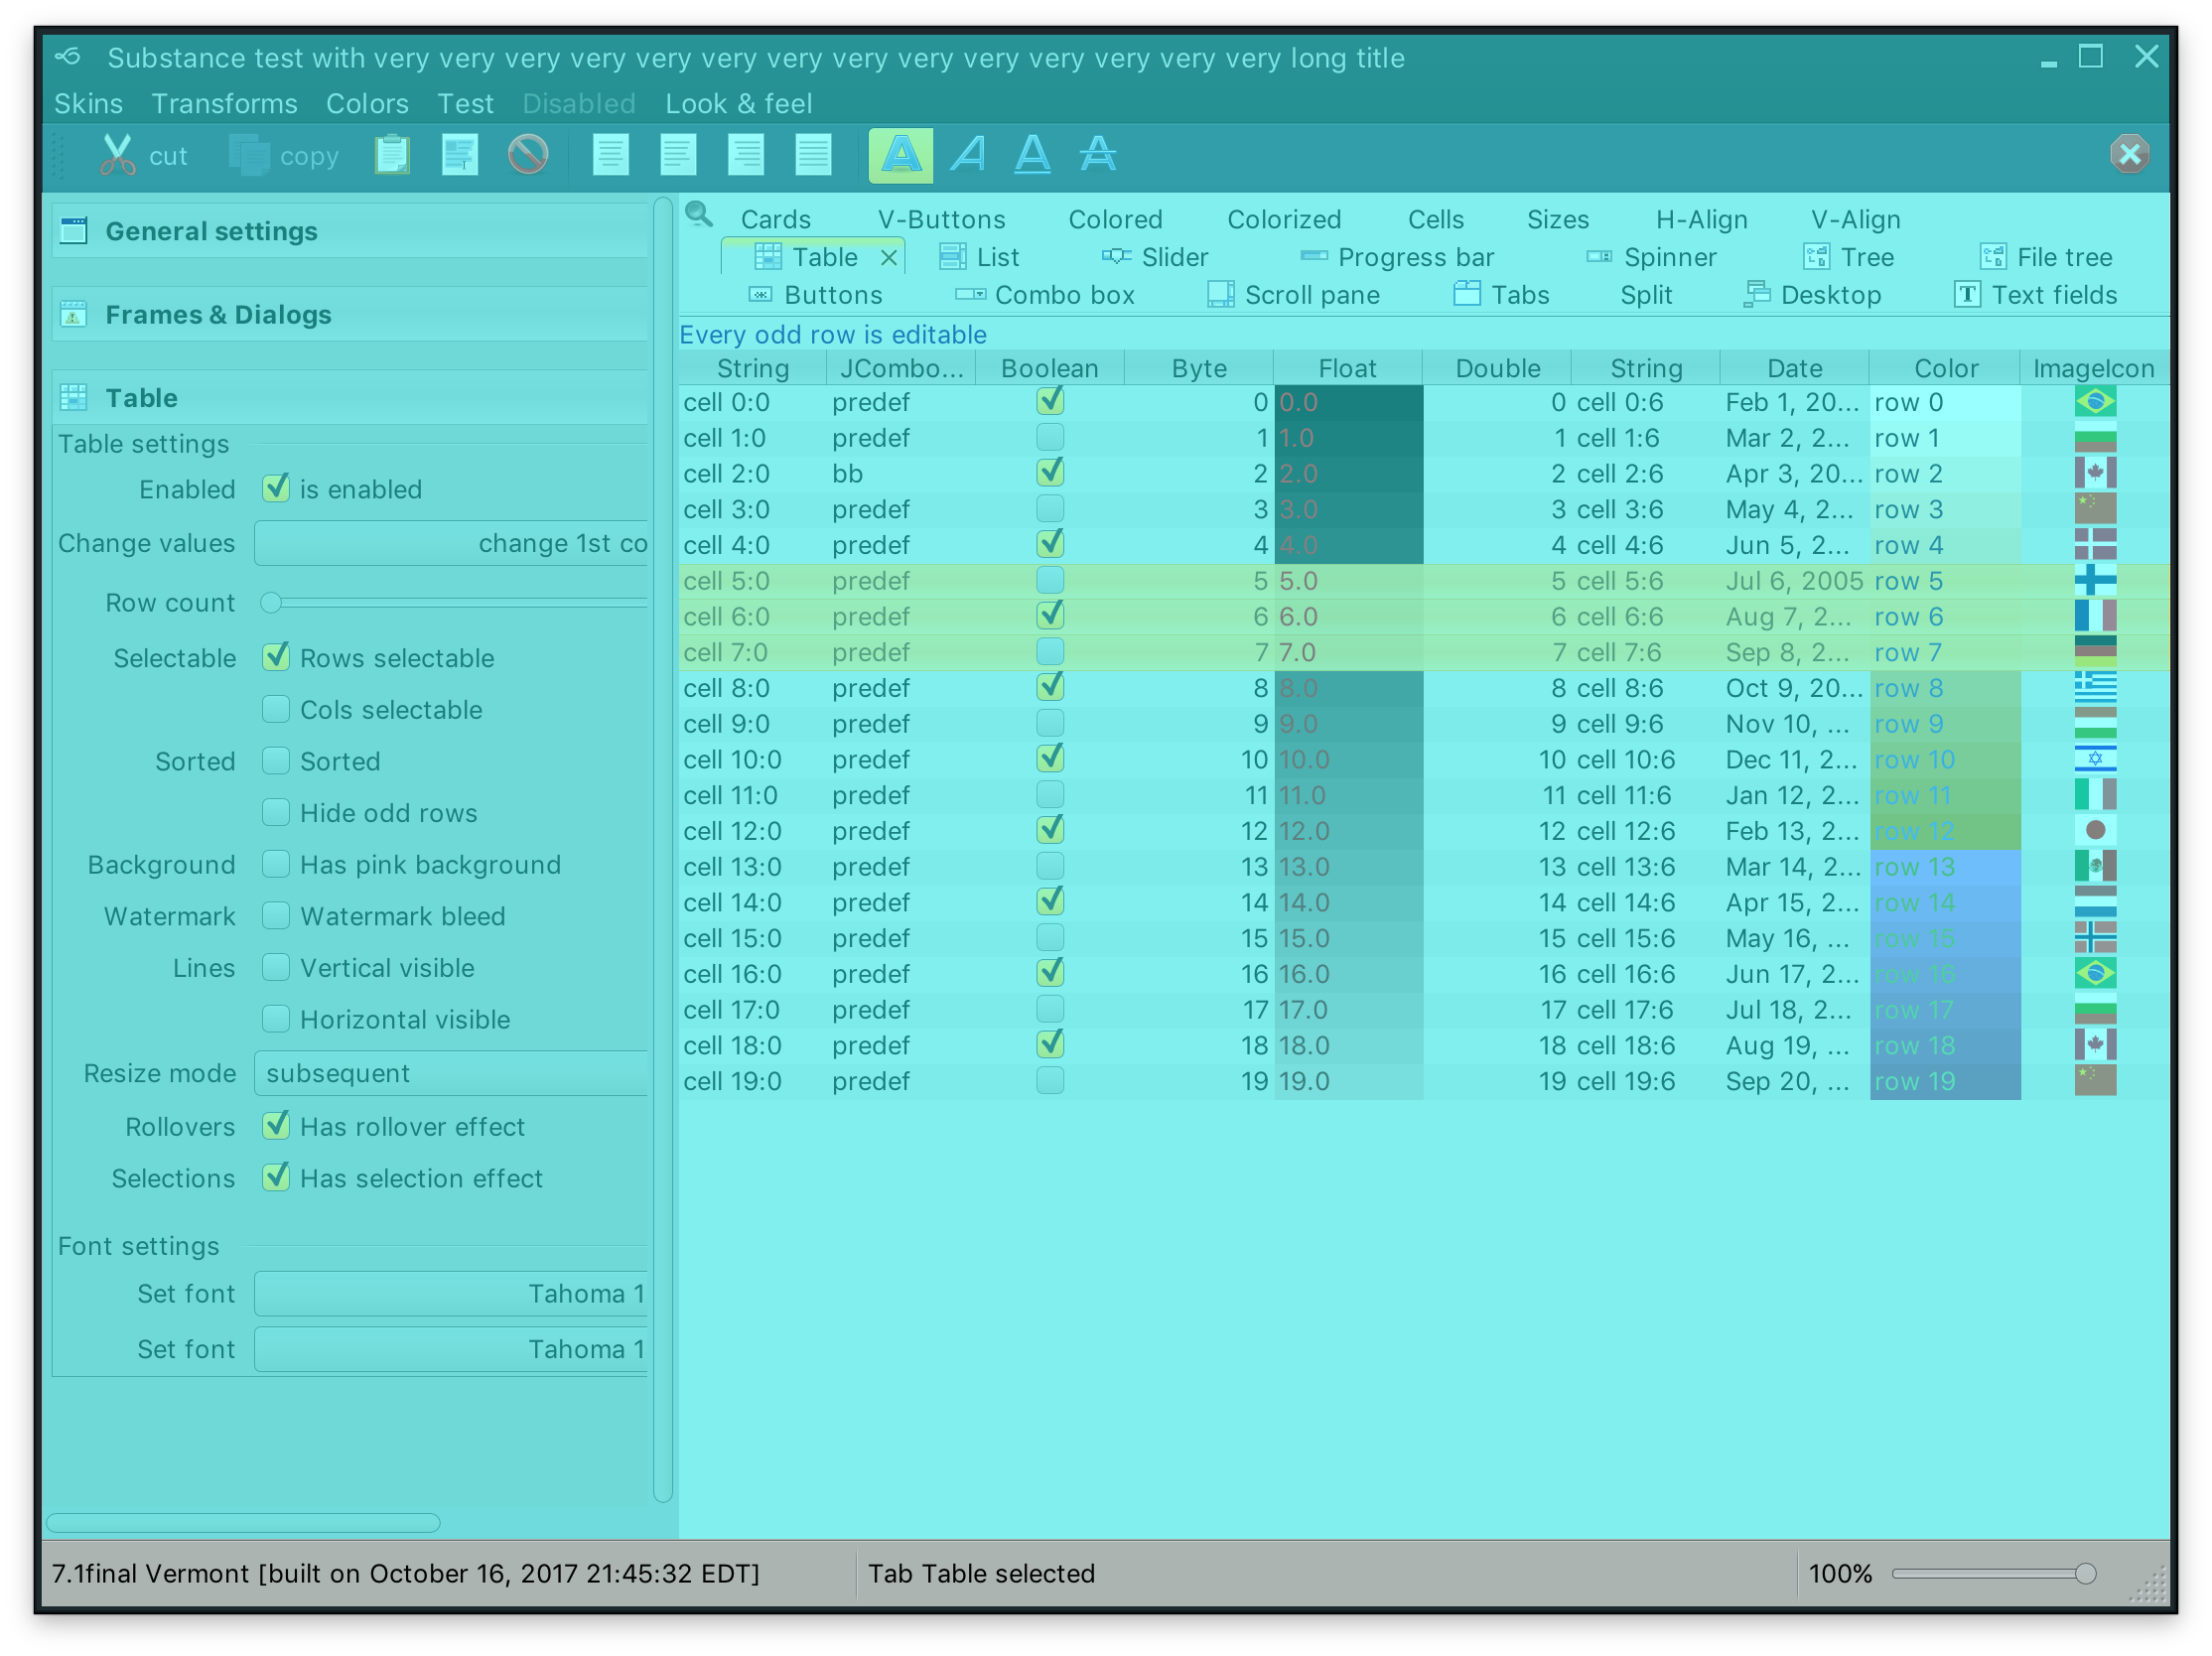 Substance test with very very very very very very very very very very very very very very long title
Skins Transforms Colors Test Disabled Look & feel
cut copy A A A A
General settings
Frames & Dialogs
Table
Table settings
Enabled is enabled
Change values change 1st co
Row count
Selectable Rows selectable
Cols selectable
Sorted Sorted
Hide odd rows
Background Has pink background
Watermark Watermark bleed
Lines Vertical visible
Horizontal visible
Resize mode subsequent
Rollovers Has rollover effect
Selections Has selection effect
Font settings
Set font Tahoma 1
Set font Tahoma 1
Cards V-Buttons Colored Colorized Cells Sizes H-Align V-Align
Table List Slider Progress bar Spinner Tree File tree
Buttons Combo box Scroll pane Tabs Split Desktop Text fields
Every odd row is editable
String JCombo... Boolean Byte Float Double String Date Color ImageIcon
cell 0:0 predef 0 0.0 0 cell 0:6 Feb 1, 20... row 0
cell 1:0 predef 1 1.0 1 cell 1:6 Mar 2, 2... row 1
cell 2:0 bb 2 2.0 2 cell 2:6 Apr 3, 20... row 2
cell 3:0 predef 3 3.0 3 cell 3:6 May 4, 2... row 3
cell 4:0 predef 4 4.0 4 cell 4:6 Jun 5, 2... row 4
cell 5:0 predef 5 5.0 5 cell 5:6 Jul 6, 2005 row 5
cell 6:0 predef 6 6.0 6 cell 6:6 Aug 7, 2... row 6
cell 7:0 predef 7 7.0 7 cell 7:6 Sep 8, 2... row 7
cell 8:0 predef 8 8.0 8 cell 8:6 Oct 9, 20... row 8
cell 9:0 predef 9 9.0 9 cell 9:6 Nov 10, ... row 9
cell 10:0 predef 10 10.0 10 cell 10:6 Dec 11, 2... row 10
cell 11:0 predef 11 11.0 11 cell 11:6 Jan 12, 2... row 11
cell 12:0 predef 12 12.0 12 cell 12:6 Feb 13, 2... row 12
cell 13:0 predef 13 13.0 13 cell 13:6 Mar 14, 2... row 13
cell 14:0 predef 14 14.0 14 cell 14:6 Apr 15, 2... row 14
cell 15:0 predef 15 15.0 15 cell 15:6 May 16, ... row 15
cell 16:0 predef 16 16.0 16 cell 16:6 Jun 17, 2... row 16
cell 17:0 predef 17 17.0 17 cell 17:6 Jul 18, 2... row 17
cell 18:0 predef 18 18.0 18 cell 18:6 Aug 19, ... row 18
cell 19:0 predef 19 19.0 19 cell 19:6 Sep 20, ... row 19
7.1final Vermont [built on October 16, 2017 21:45:32 EDT] Tab Table selected 100%